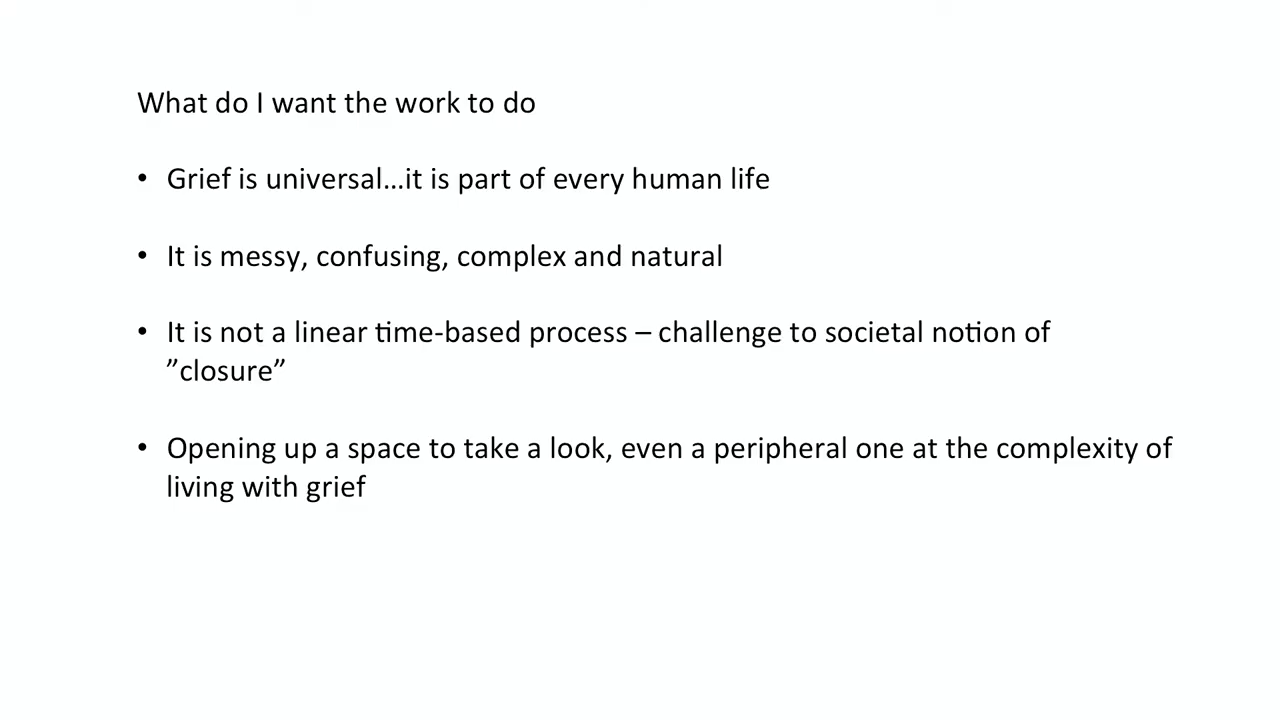 What do I want the work to do
• Grief is universal...it is part of every human life
• It is messy, confusing, complex and natural
• It is not a linear time-based process – challenge to societal notion of
”closure”
• Opening up a space to take a look, even a peripheral one at the complexity of
living with grief